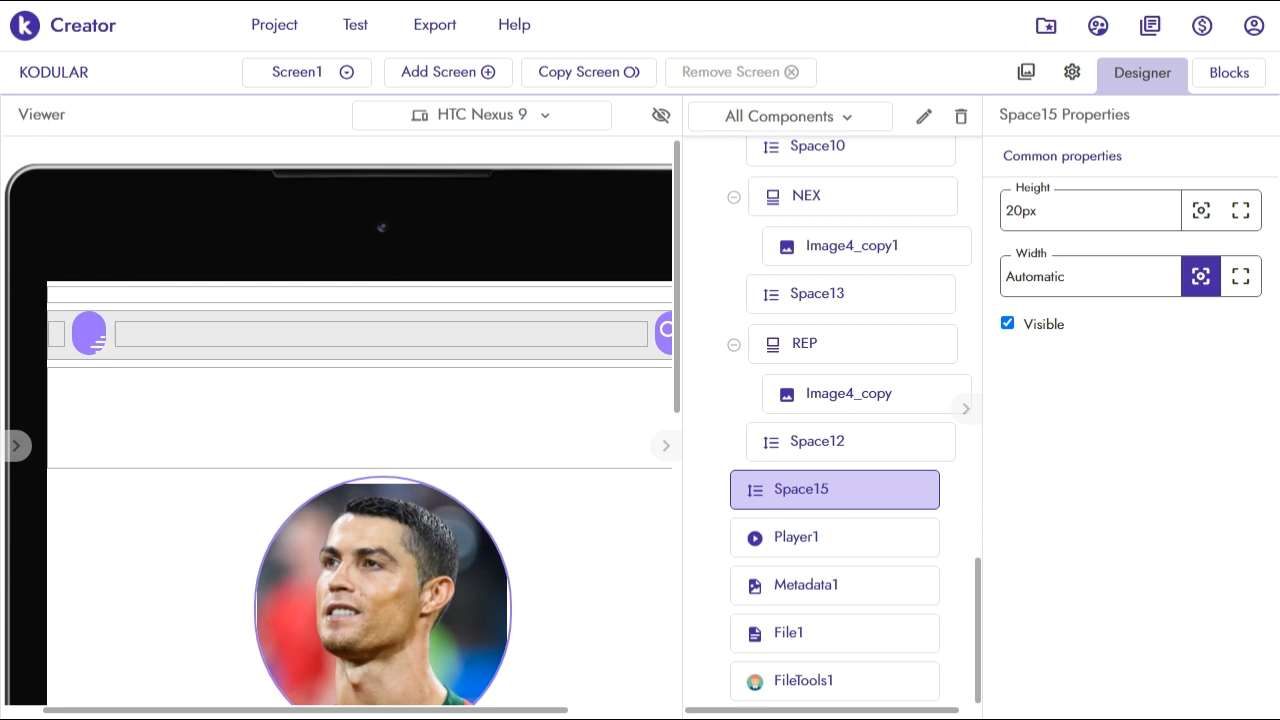 Creator
Project
Test
Export
Help
KODULAR
Screen1
Add Screen
Copy Screen
Remove Screen
Designer
Blocks
Viewer
HTC Nexus 9
All Components
Space15 Properties
Space10
NEX
Image4_copy1
Space13
REP
Image4_copy
Space12
Space15
Player1
Metadata1
File1
FileTools1
Common properties
Height
20px
Width
Automatic
Visible